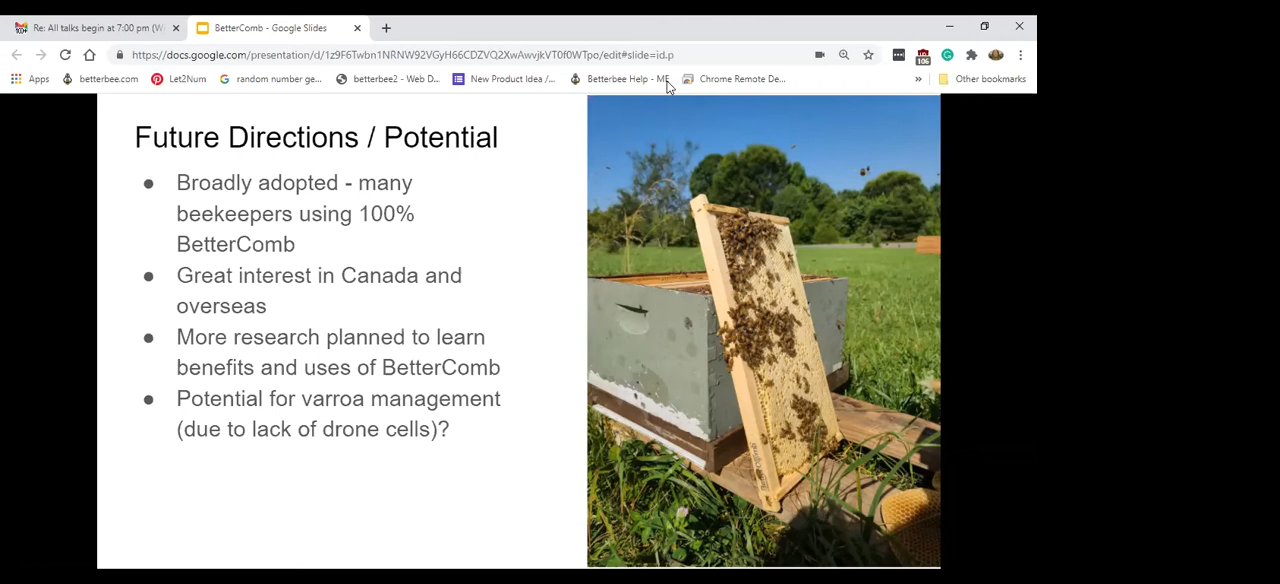 Re: All talks begin at 7:00 pm (Wi
BetterComb - Google Slides
https://docs.google.com/presentation/d/1z9F6Twbn1NRNW92VGyH66CDZVQ2XwAwvjkVT0f0WTpo/edit#slide=id.p
106
Apps
betterbee.com
Let2Num
random number ge...
betterbee2 - Web D...
New Product Idea /...
Betterbee Help - ME
Chrome Remote De...
Other bookmarks
Future Directions / Potential
Broadly adopted - many
beekeepers using 100%
BetterComb
Great interest in Canada and
overseas
More research planned to learn
benefits and uses of BetterComb
Potential for varroa management
(due to lack of drone cells)?